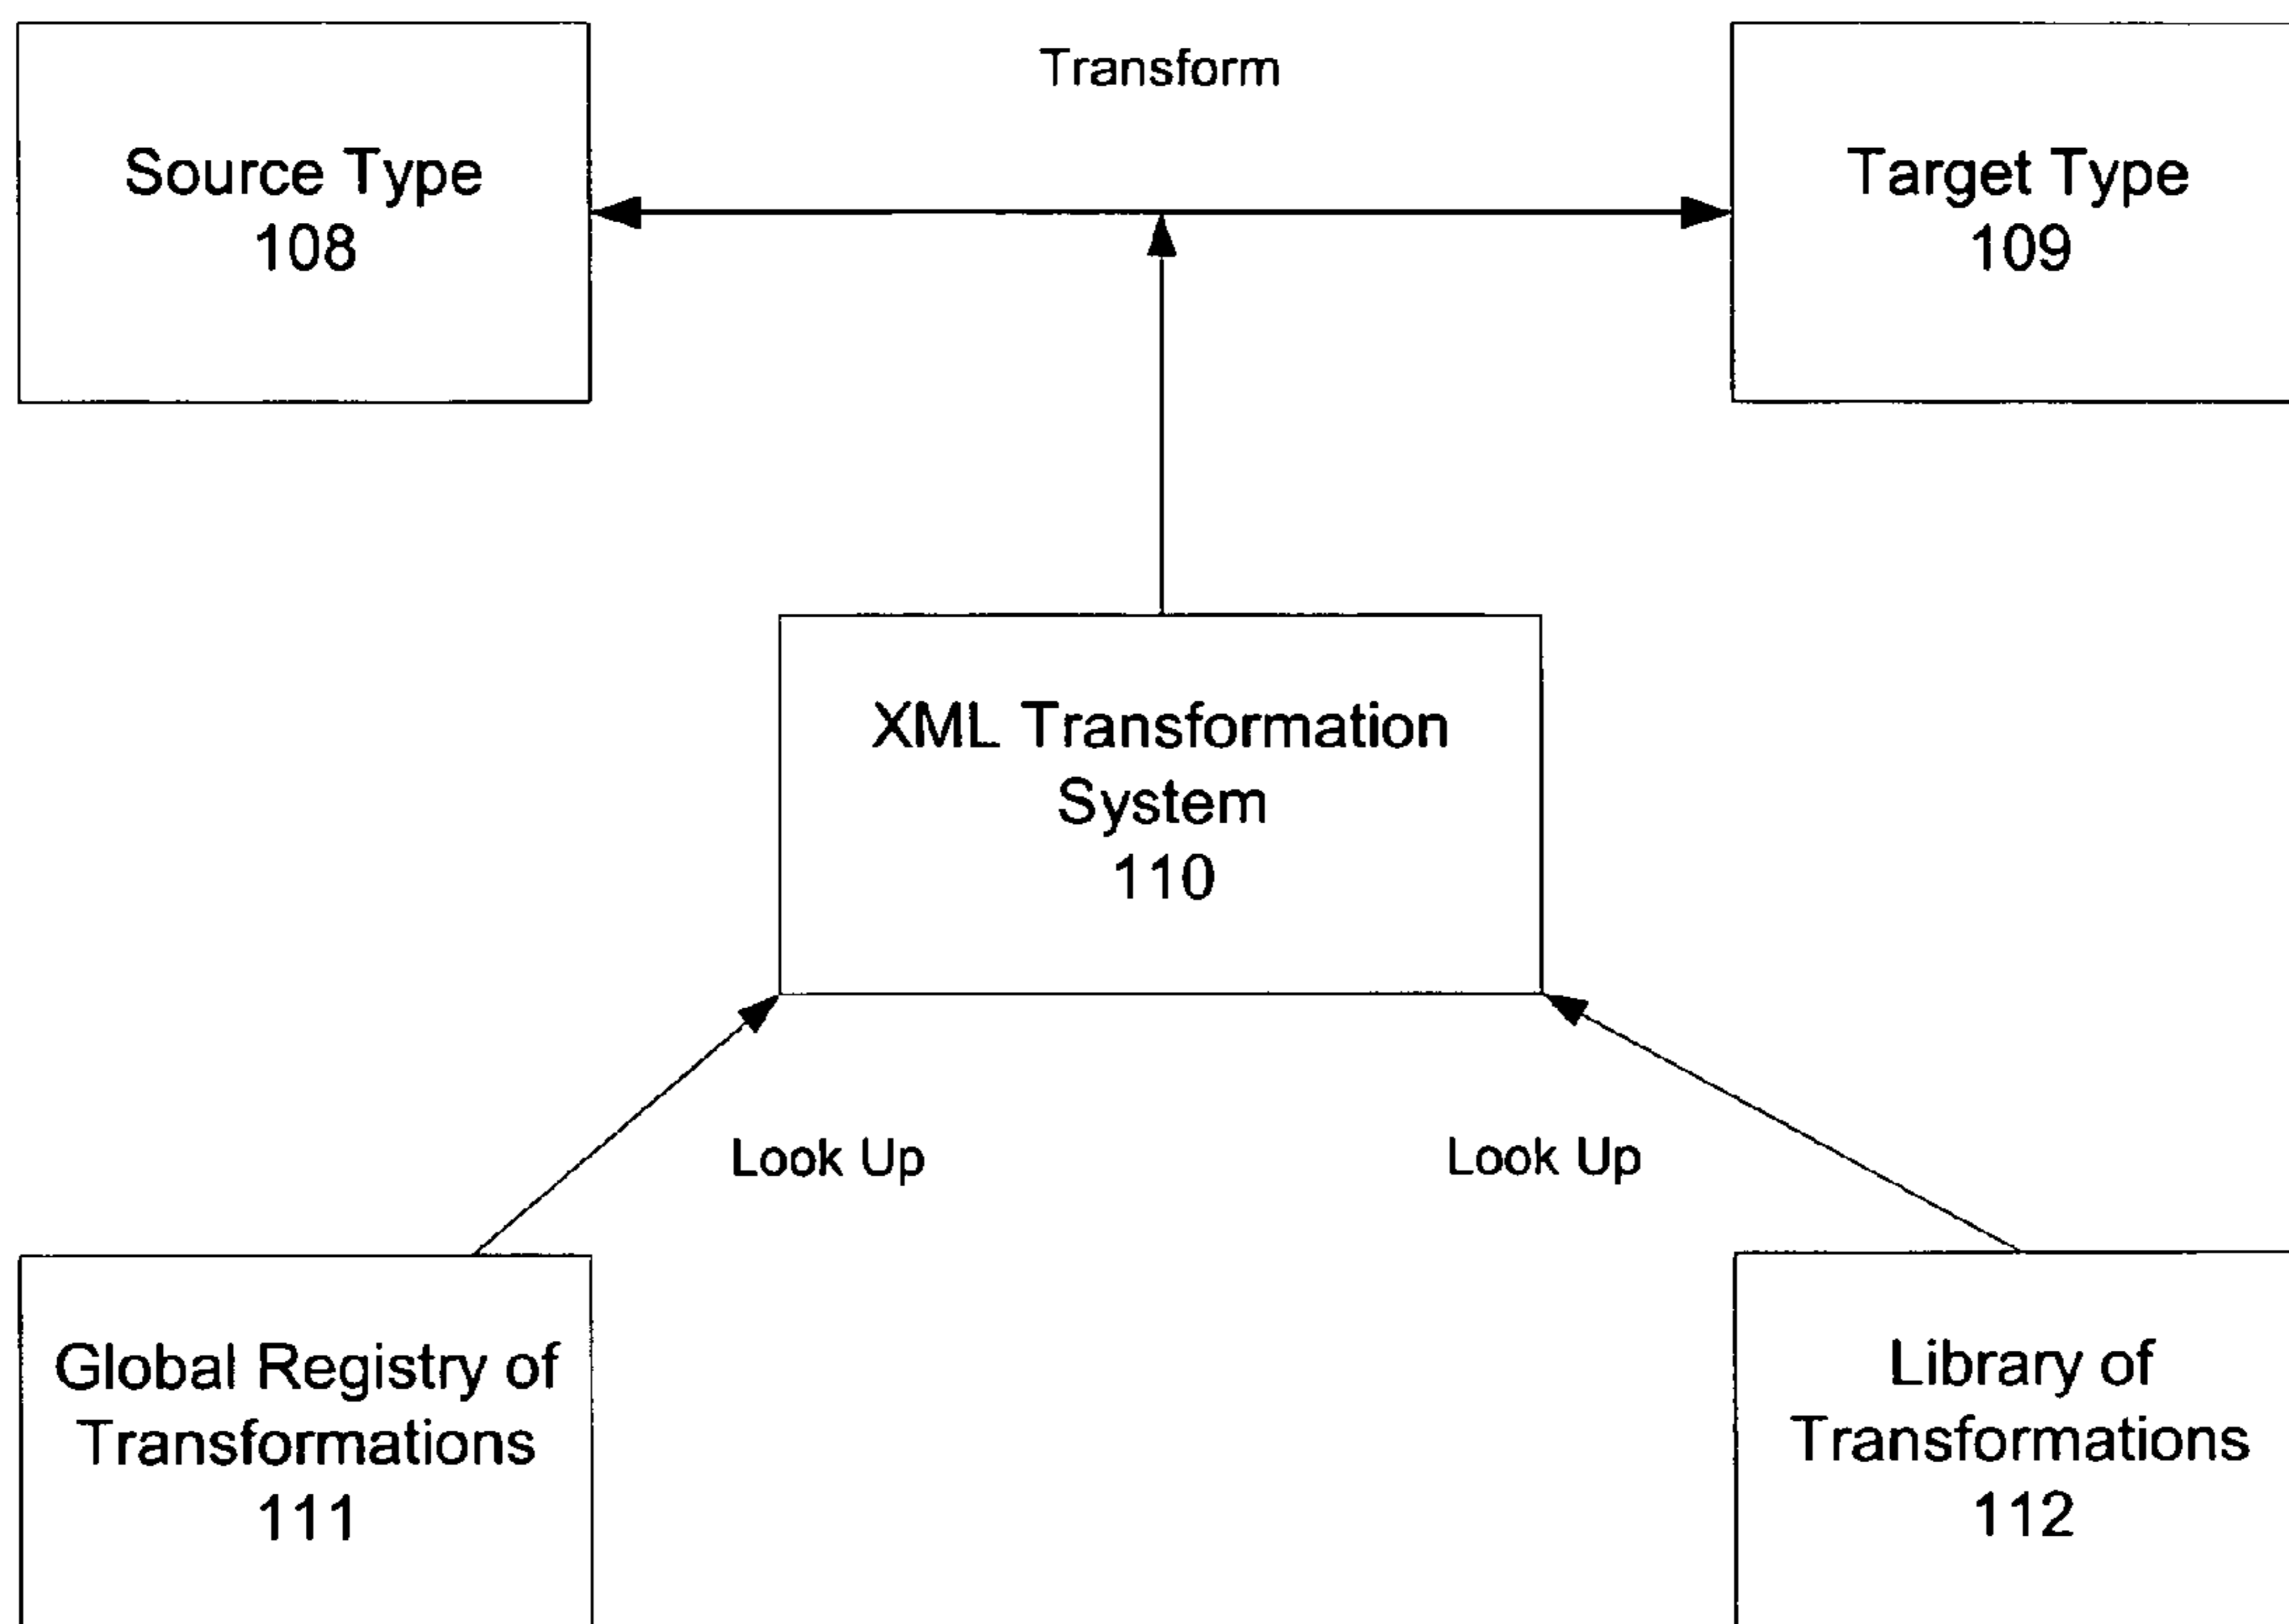 Transform
Source Type
108
Target Type
109
XML Transformation
System
110
Look Up
Look Up
Global Registry of
Transformations
111
Library of
Transformations
112